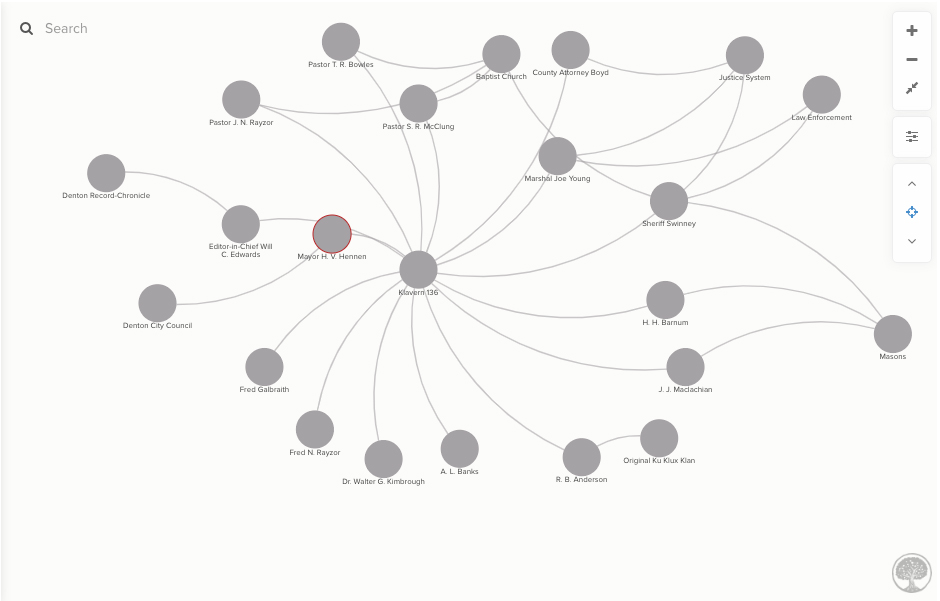 Search
Pastor T. R. Bowles
Baptist Church
County Attorney Boyd
Justice System
Pastor J. N. Rayzor
Pastor S. R. McClung
Law Enforcement
Marshal Joe Young
Denton Record-Chronicle
Sheriff Swinney
Editor-in-Chief Will
C. Edwards
Mayor H. V. Hennen
Klavern 136
Denton City Council
H. H. Barnum
Masons
Fred Galbraith
J. J. Maclachlan
Fred N. Rayzor
Original Ku Klux Klan
A. L. Banks
Dr. Walter G. Kimbrough
R. B. Anderson